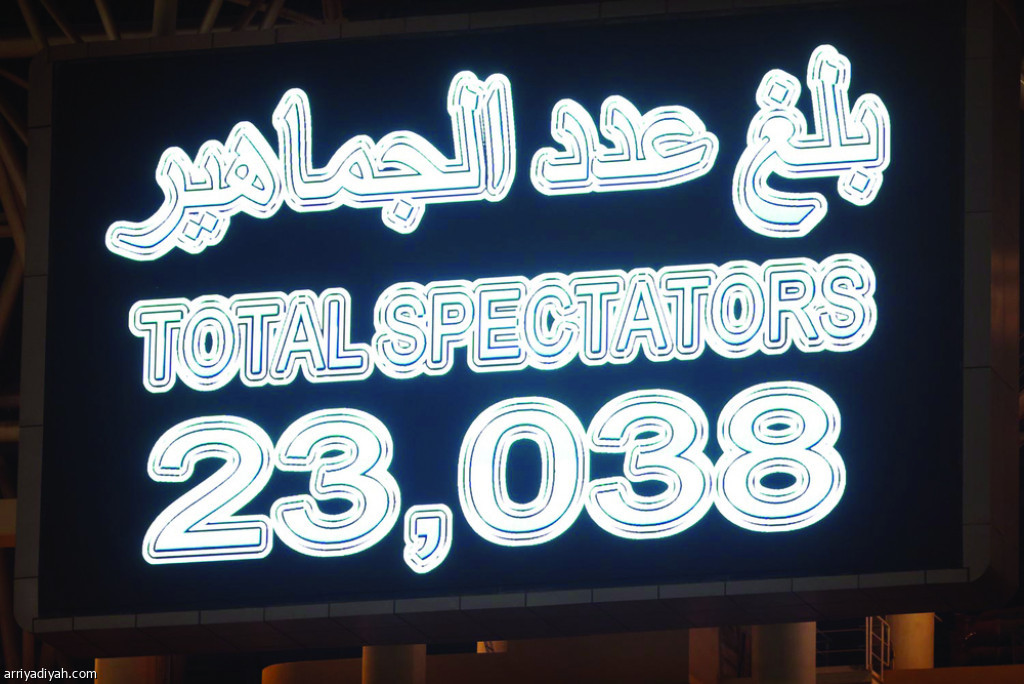 بلغ عدد الجماهير
TOTAL SPECTATORS
23,038
arriyadiyah.com